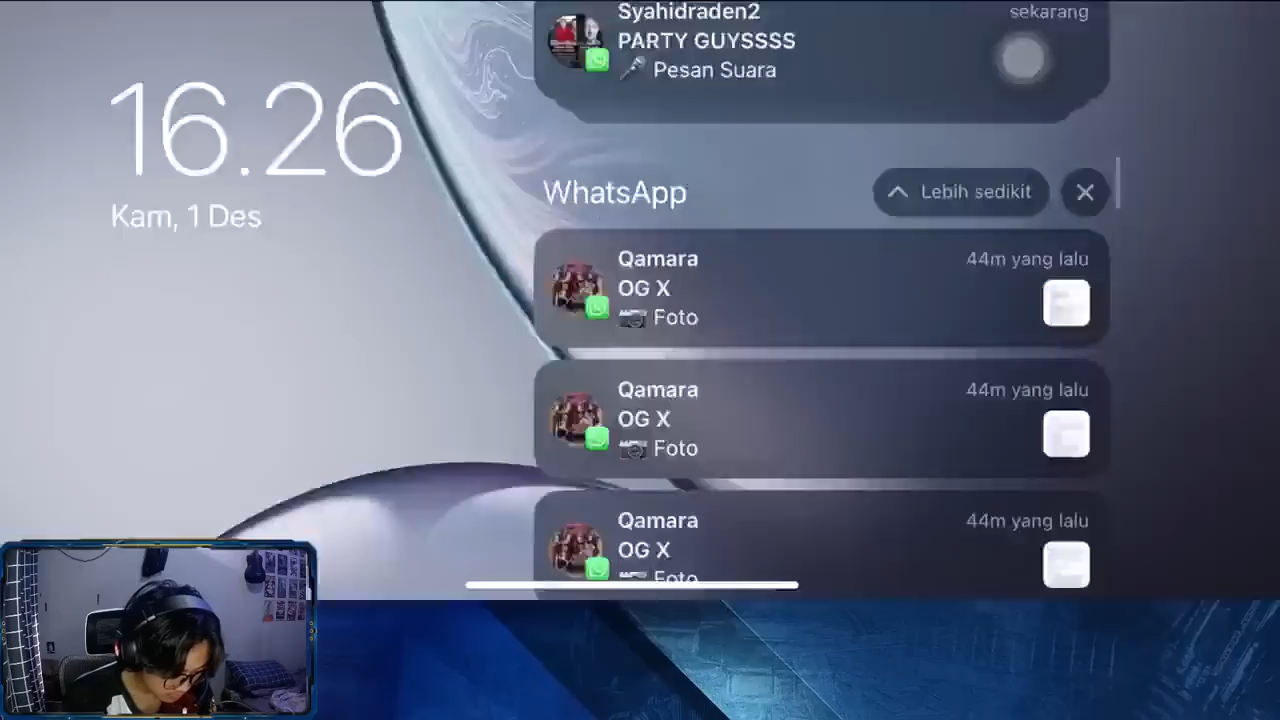 Syahidraden2
sekarang
PARTY GUYSSSS
Pesan Suara
16.26
Kam, 1 Des
WhatsApp
Lebih sedikit
Qamara
44m yang lalu
OG X
Foto
Qamara
44m yang lalu
OG X
Foto
Qamara
44m yang lalu
OG X
Foto